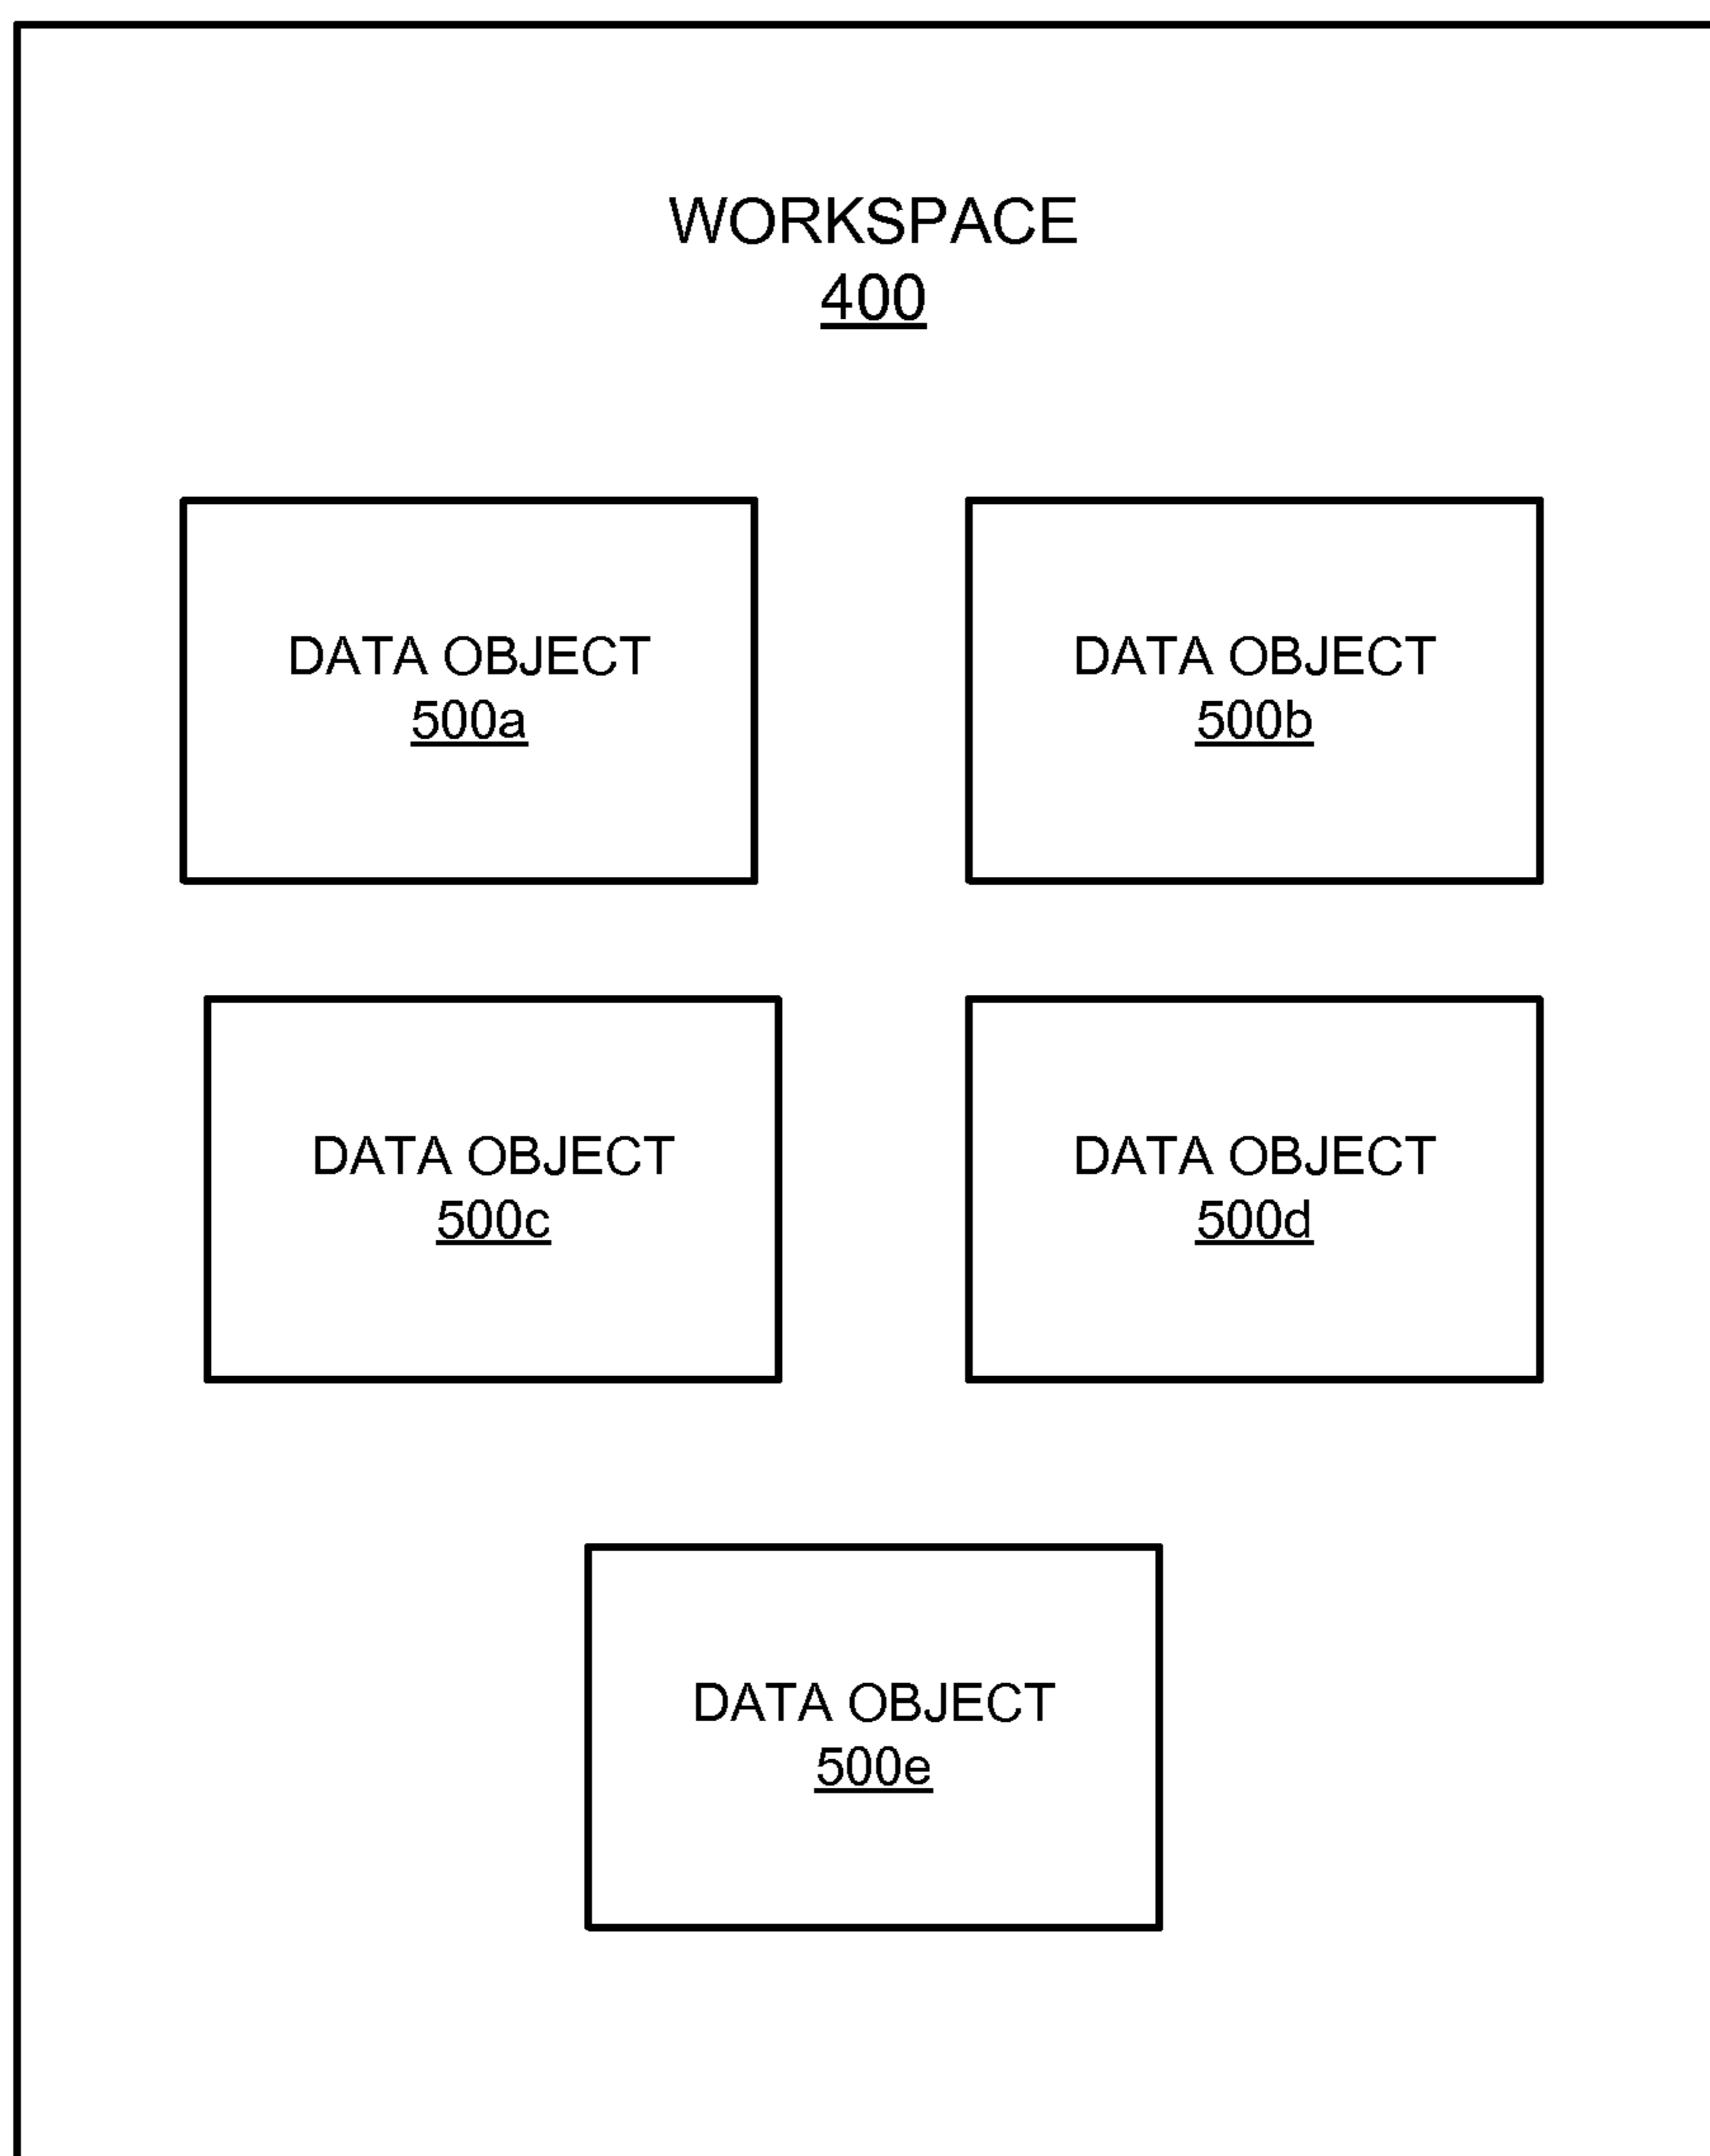 WORKSPACE
400
DATA OBJECT
500a
DATA OBJECT
500b
DATA OBJECT
500c
DATA OBJECT
500d
DATA OBJECT
500e